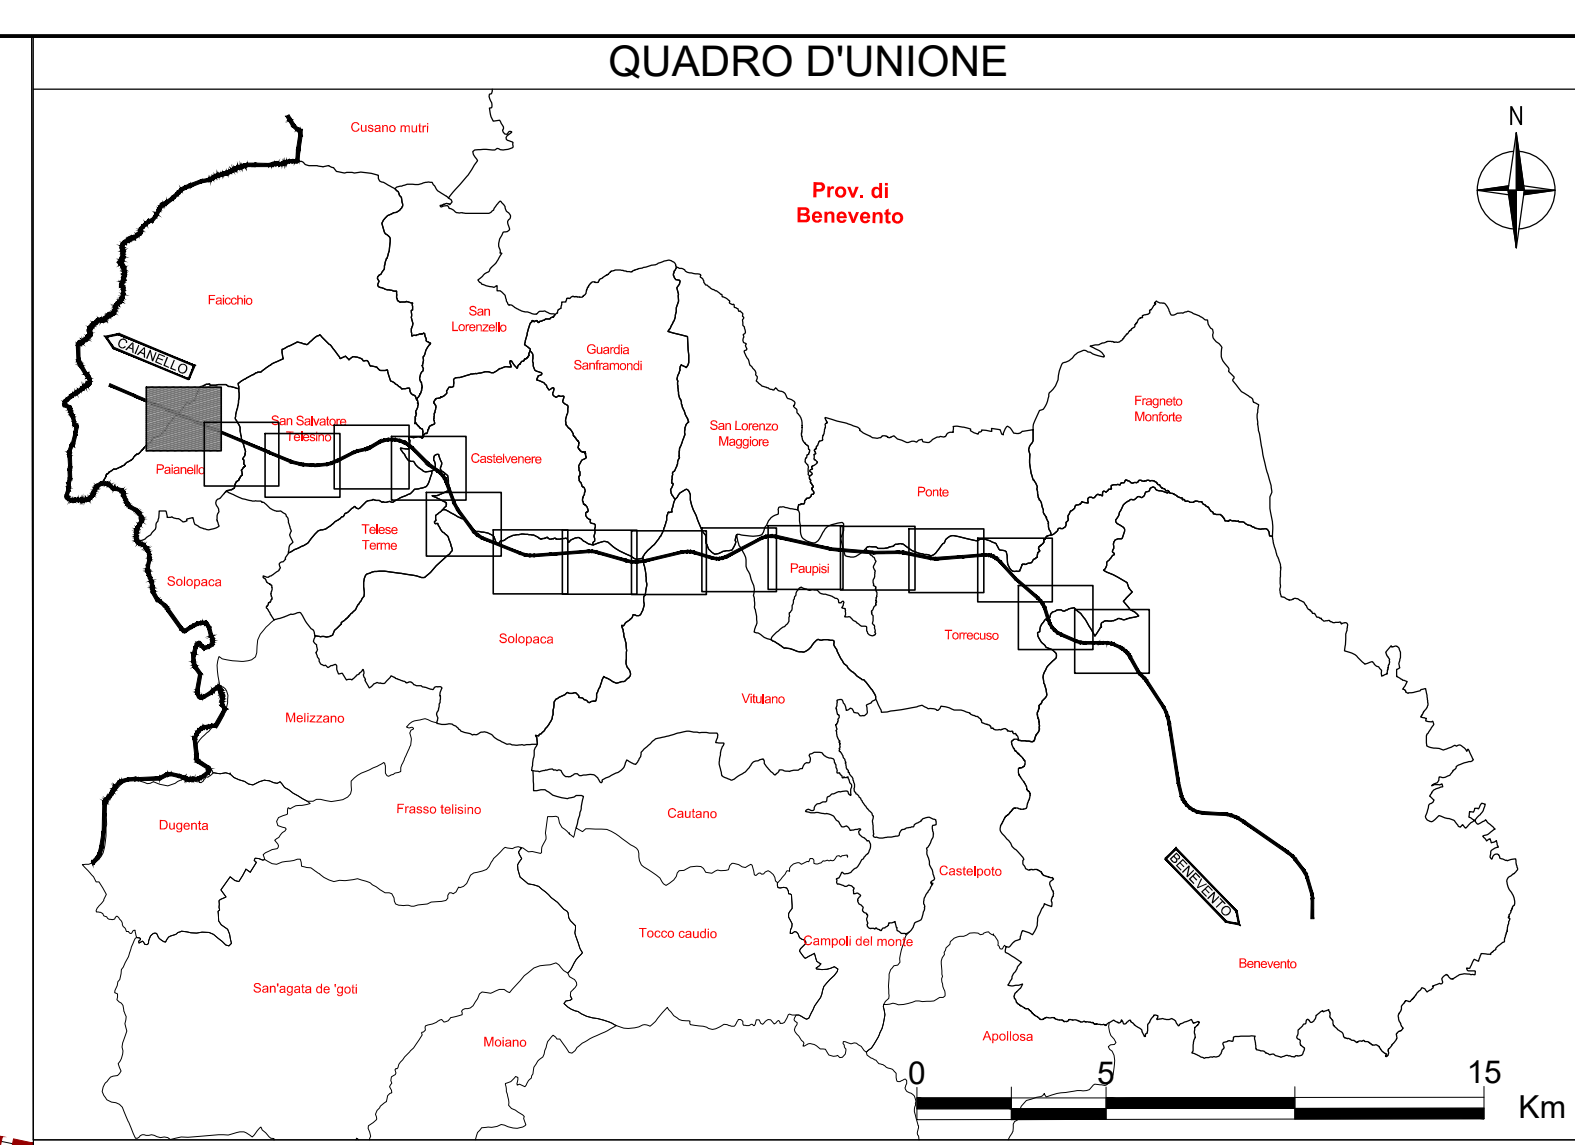 QUADRO D'UNIONE
Cusano mutri
N
Prov. di
Benevento
Faicchio
San
Lorenzello
CAIANELLO
Guardia
Sanframondi
Fragneto
Monforte
San Salvatore
Telesino
San Lorenzo
Maggiore
Paianello
Castelvenere
Ponte
Telese
Terme
Solopaca
Paupisi
Solopaca
Torrecuso
Vitulano
Melizzano
Frasso telisino
Cautano
Dugenta
Castelpoto
BENEVENTO
Tocco caudio
Campoli del monte
Benevento
San'agata de 'goti
Moiano
Apollosa
0 5 15
Km